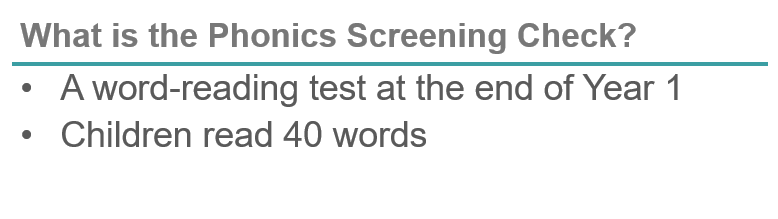 What is the Phonics Screening Check?
• A word-reading test at the end of Year 1
• Children read 40 words